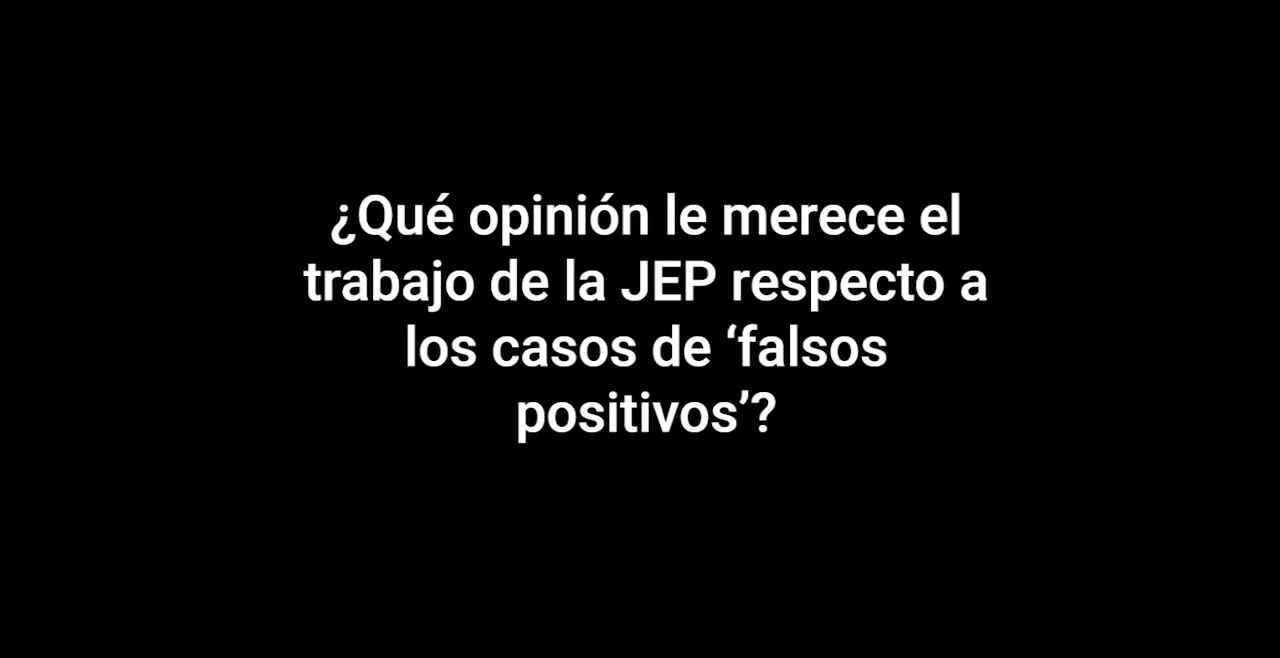 ¿Qué opinión le merece el
trabajo de la JEP respecto a
los casos de ‘falsos
positivos’?